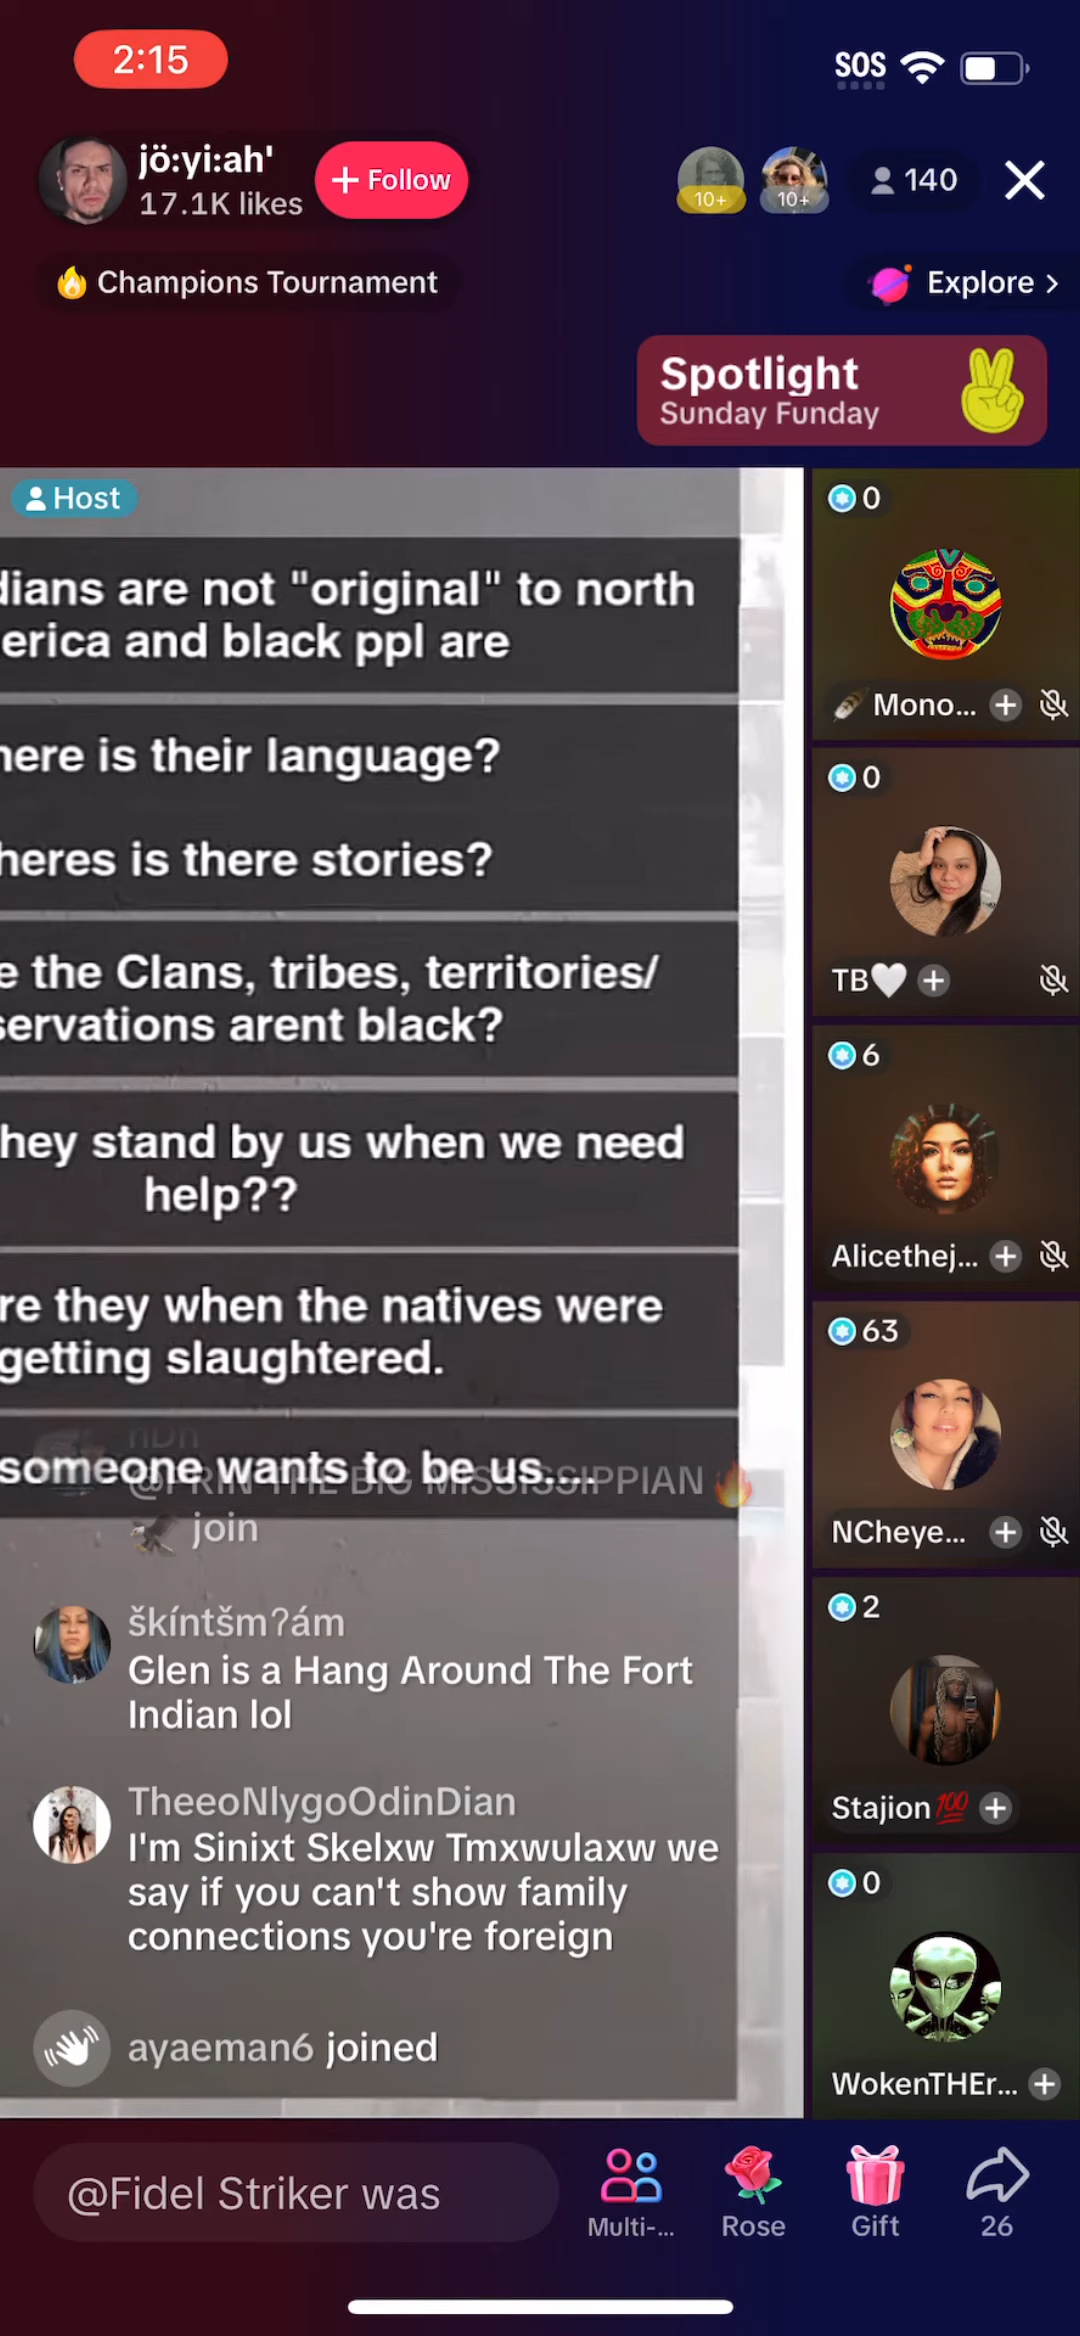 2:15
SOS
jö:yi:ah'
17.1K likes
+ Follow
10+
10+
140
Champions Tournament
Explore >
Spotlight
Sunday Funday
Host
dians are not "original" to north
erica and black ppl are
here is their language?
heres is there stories?
e the Clans, tribes, territories/
servations arent black?
hey stand by us when we need
help??
re they when the natives were
getting slaughtered.
someone wants to be us....
@PRIN THE BIG MISSISSIPPIAN
join
škíntšmʔám
Glen is a Hang Around The Fort
Indian lol
TheeoNlygoOdinDian
I'm Sinixt Skelxw Tmxwulaxw we
say if you can't show family
connections you're foreign
ayaeman6 joined
0
Mono...
0
TB🤍
6
Alicethej...
63
NCheye...
2
Stajion💯
0
WokenTHEr...
@Fidel Striker was
Multi-...
Rose
Gift
26